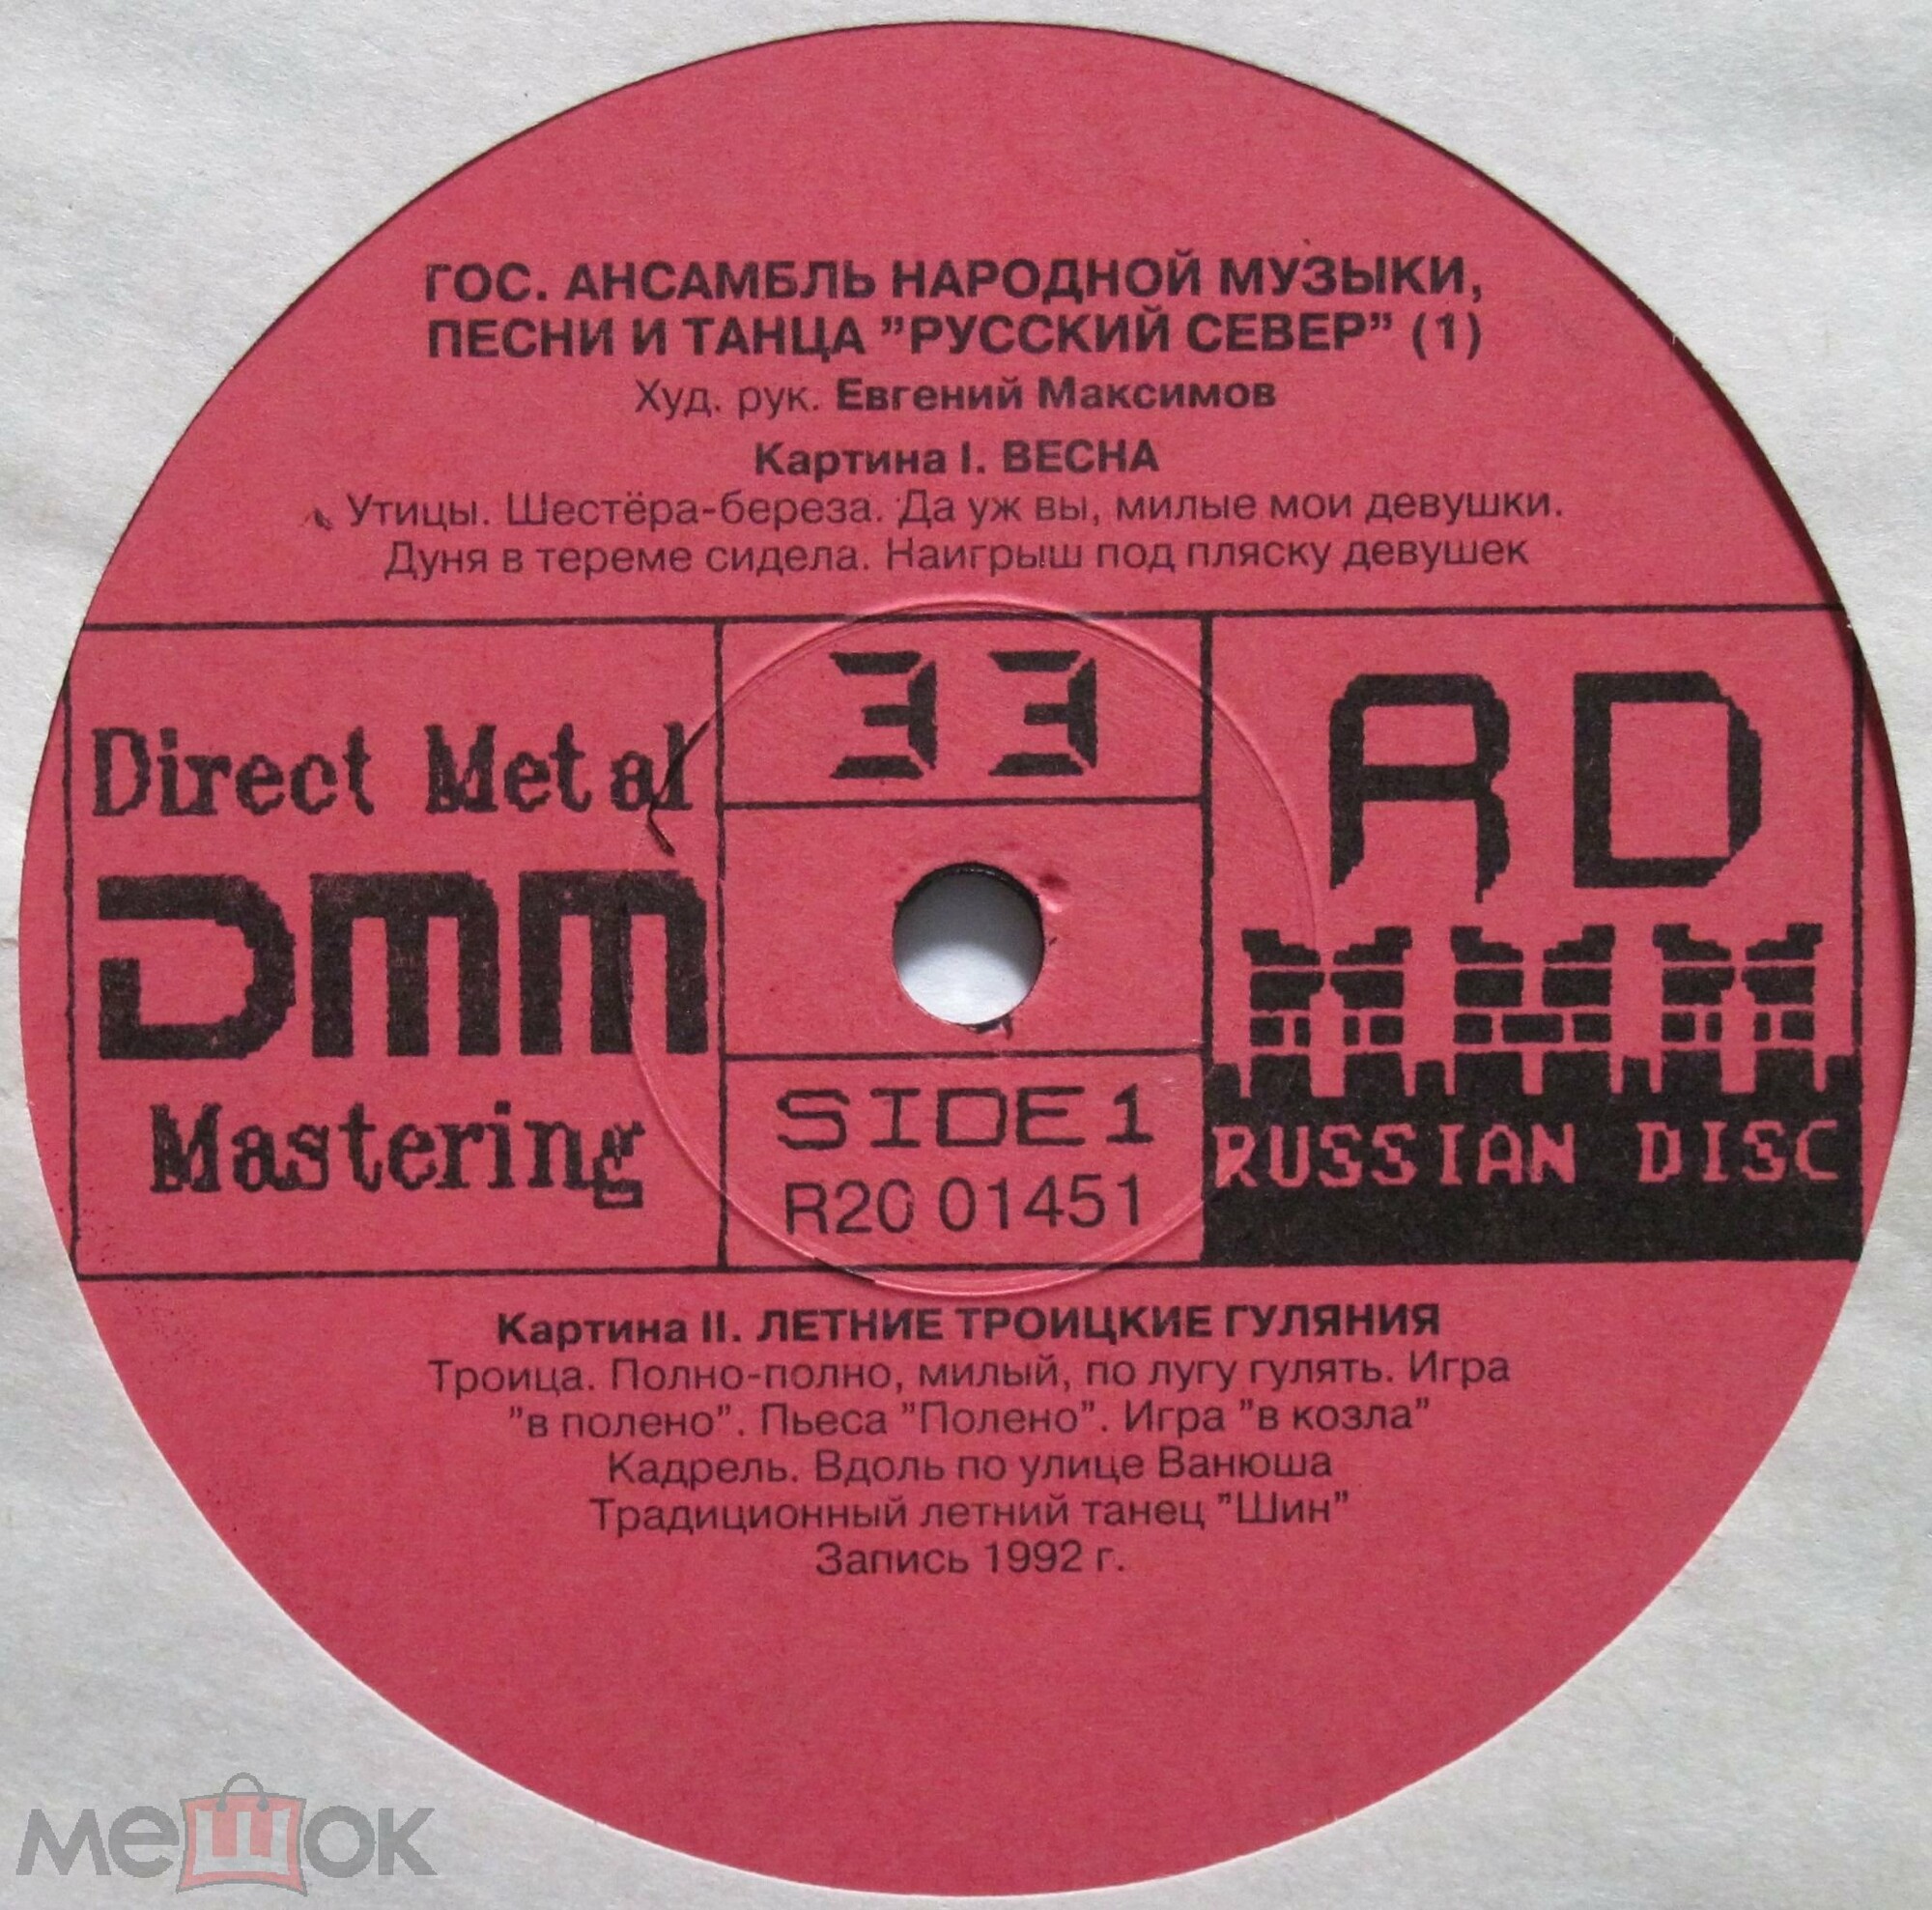 ГОС. АНСАМБЛЬ НАРОДНОЙ МУЗЫКИ,
ПЕСНИ И ТАНЦА "РУССКИЙ СЕВЕР" (1)
Худ. рук. Евгений Максимов
Картина I. ВЕСНА
Утицы. Шестёра-береза. Да уж вы, милые мои девушки.
Дуня в тереме сидела. Наигрыш под пляску девушек
33
RD
Direct Metal
DMM
Mastering
SIDE 1
R20 01451
RUSSIAN DISC
Картина II. ЛЕТНИЕ ТРОИЦКИЕ ГУЛЯНИЯ
Троица. Полно-полно, милый, по лугу гулять. Игра
"в полено". Пьеса "Полено". Игра "в козла"
Кадрель. Вдоль по улице Ванюша
Традиционный летний танец "Шин"
Запись 1992 г.
мешок